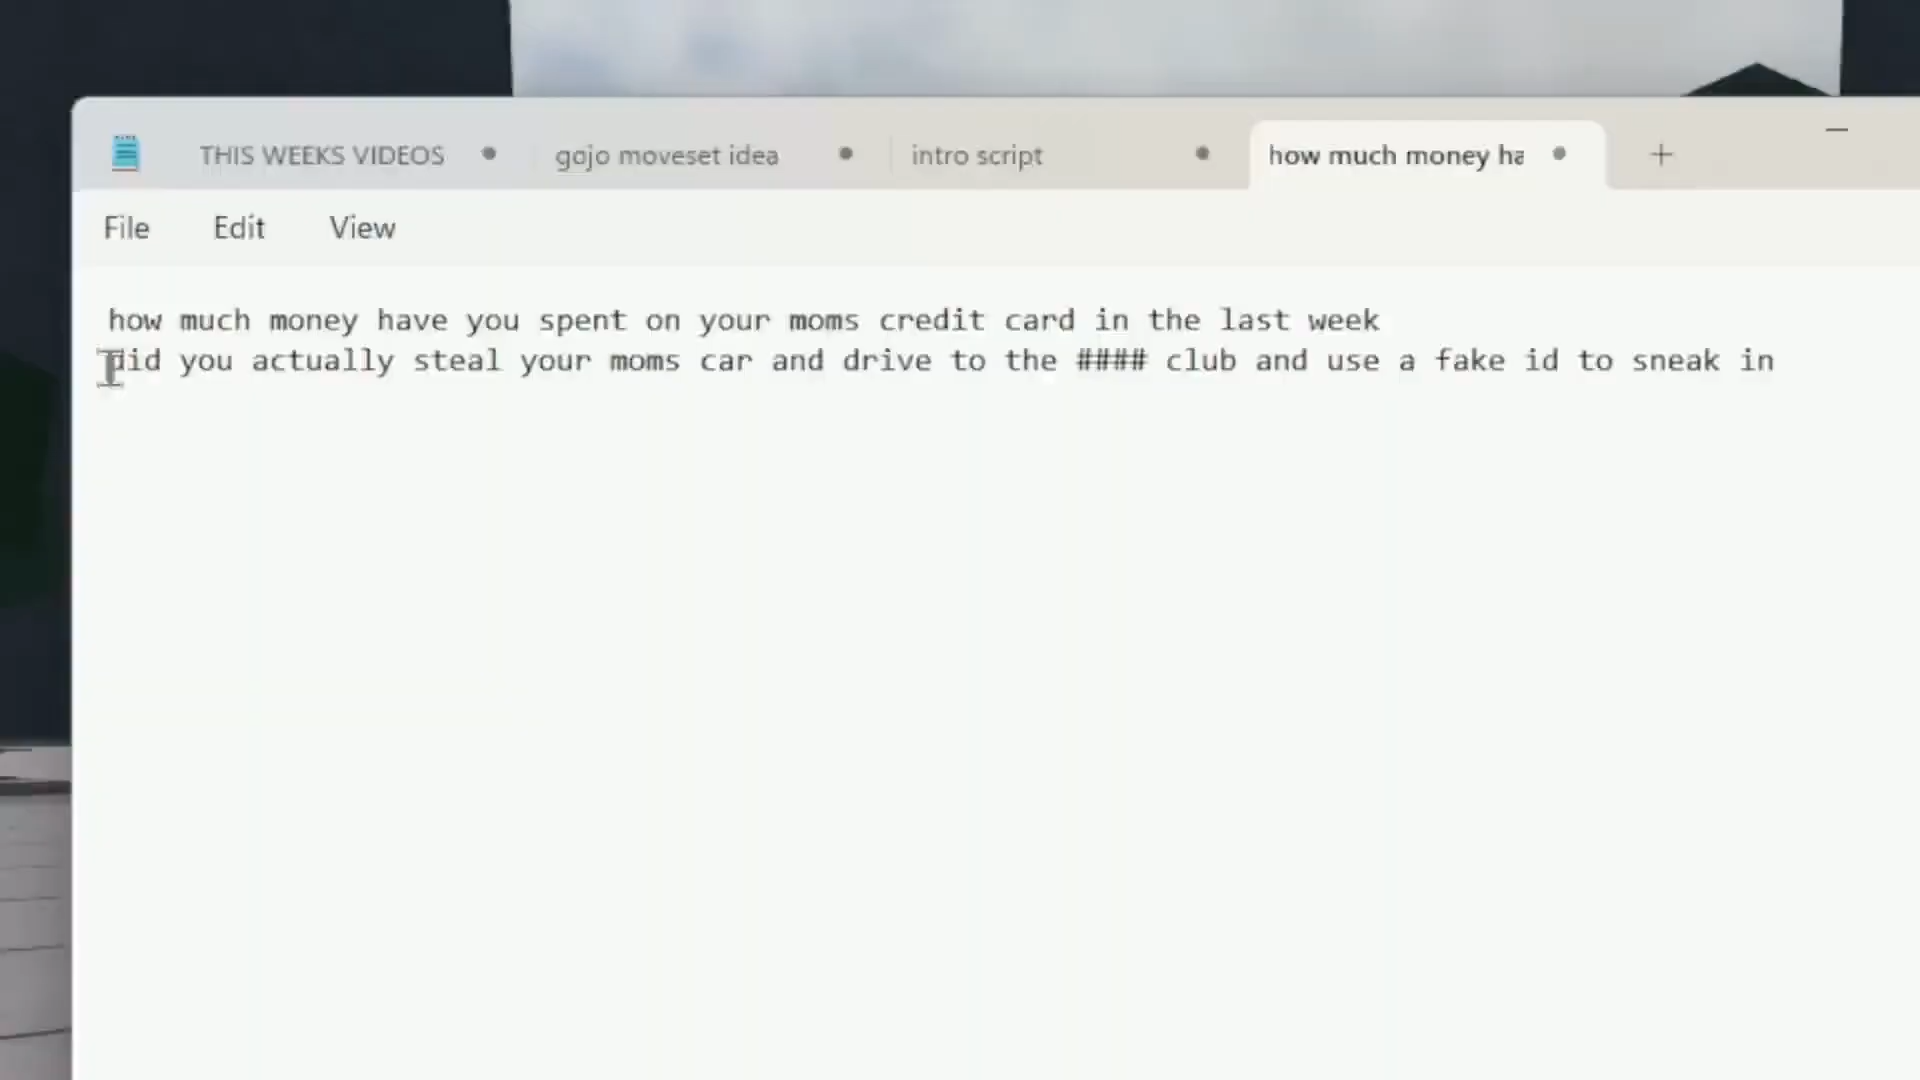 THIS WEEKS VIDEOS
gojo moveset idea
intro script
how much money ha
File Edit View
how much money have you spent on your moms credit card in the last week
did you actually steal your moms car and drive to the #### club and use a fake id to sneak in